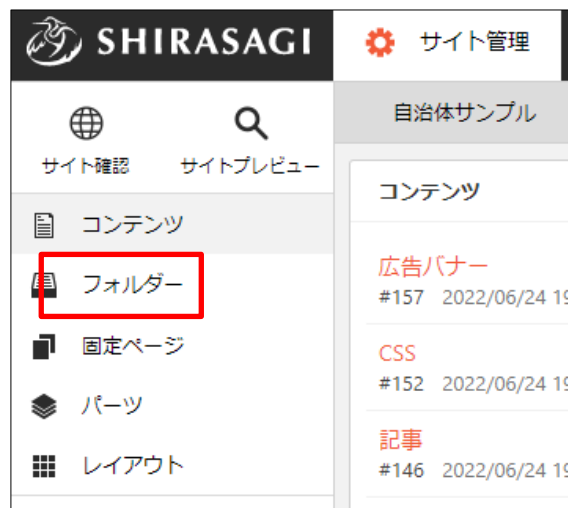 SHIRASAGI
サイト管理
サイト確認
サイトプレビュー
自治体サンプル
コンテンツ
フォルダー
固定ページ
パーツ
レイアウト
コンテンツ
広告バナー
#157 2022/06/24
CSS
#152 2022/06/24
記事
#146 2022/06/24